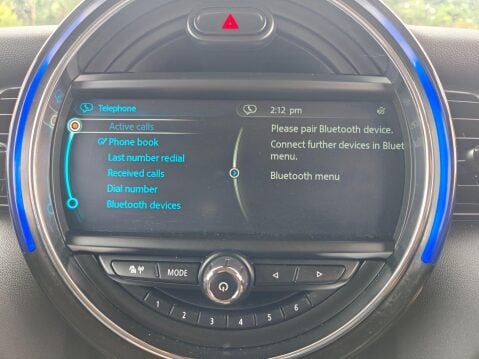 Telephone
2:12 pm
Active calls
Phone book
Last number redial
Received calls
Dial number
Bluetooth devices
Please pair Bluetooth device.
Connect further devices in Bluet
menu.
Bluetooth menu
MODE
1 2 3 4 5 6